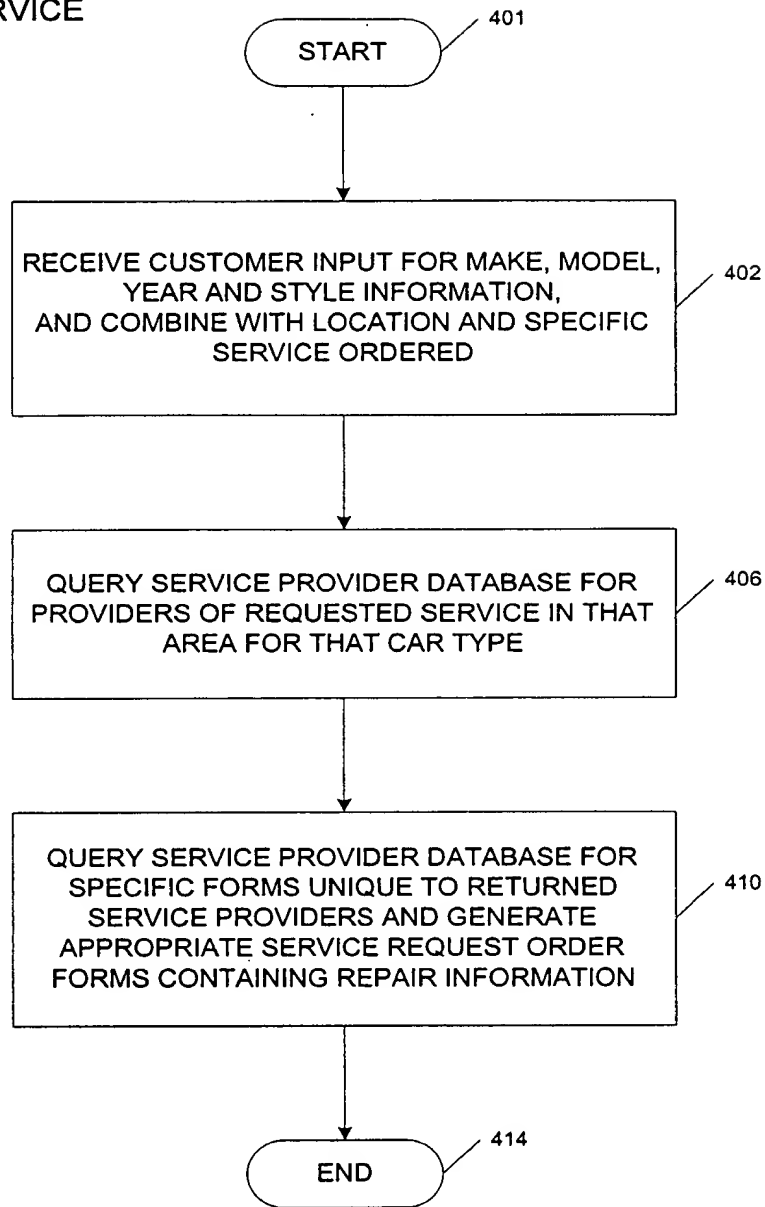 RVICE
401
START
RECEIVE CUSTOMER INPUT FOR MAKE, MODEL,
YEAR AND STYLE INFORMATION,
AND COMBINE WITH LOCATION AND SPECIFIC
SERVICE ORDERED
402
QUERY SERVICE PROVIDER DATABASE FOR
PROVIDERS OF REQUESTED SERVICE IN THAT
AREA FOR THAT CAR TYPE
406
QUERY SERVICE PROVIDER DATABASE FOR
SPECIFIC FORMS UNIQUE TO RETURNED
SERVICE PROVIDERS AND GENERATE
APPROPRIATE SERVICE REQUEST ORDER
FORMS CONTAINING REPAIR INFORMATION
410
414
END